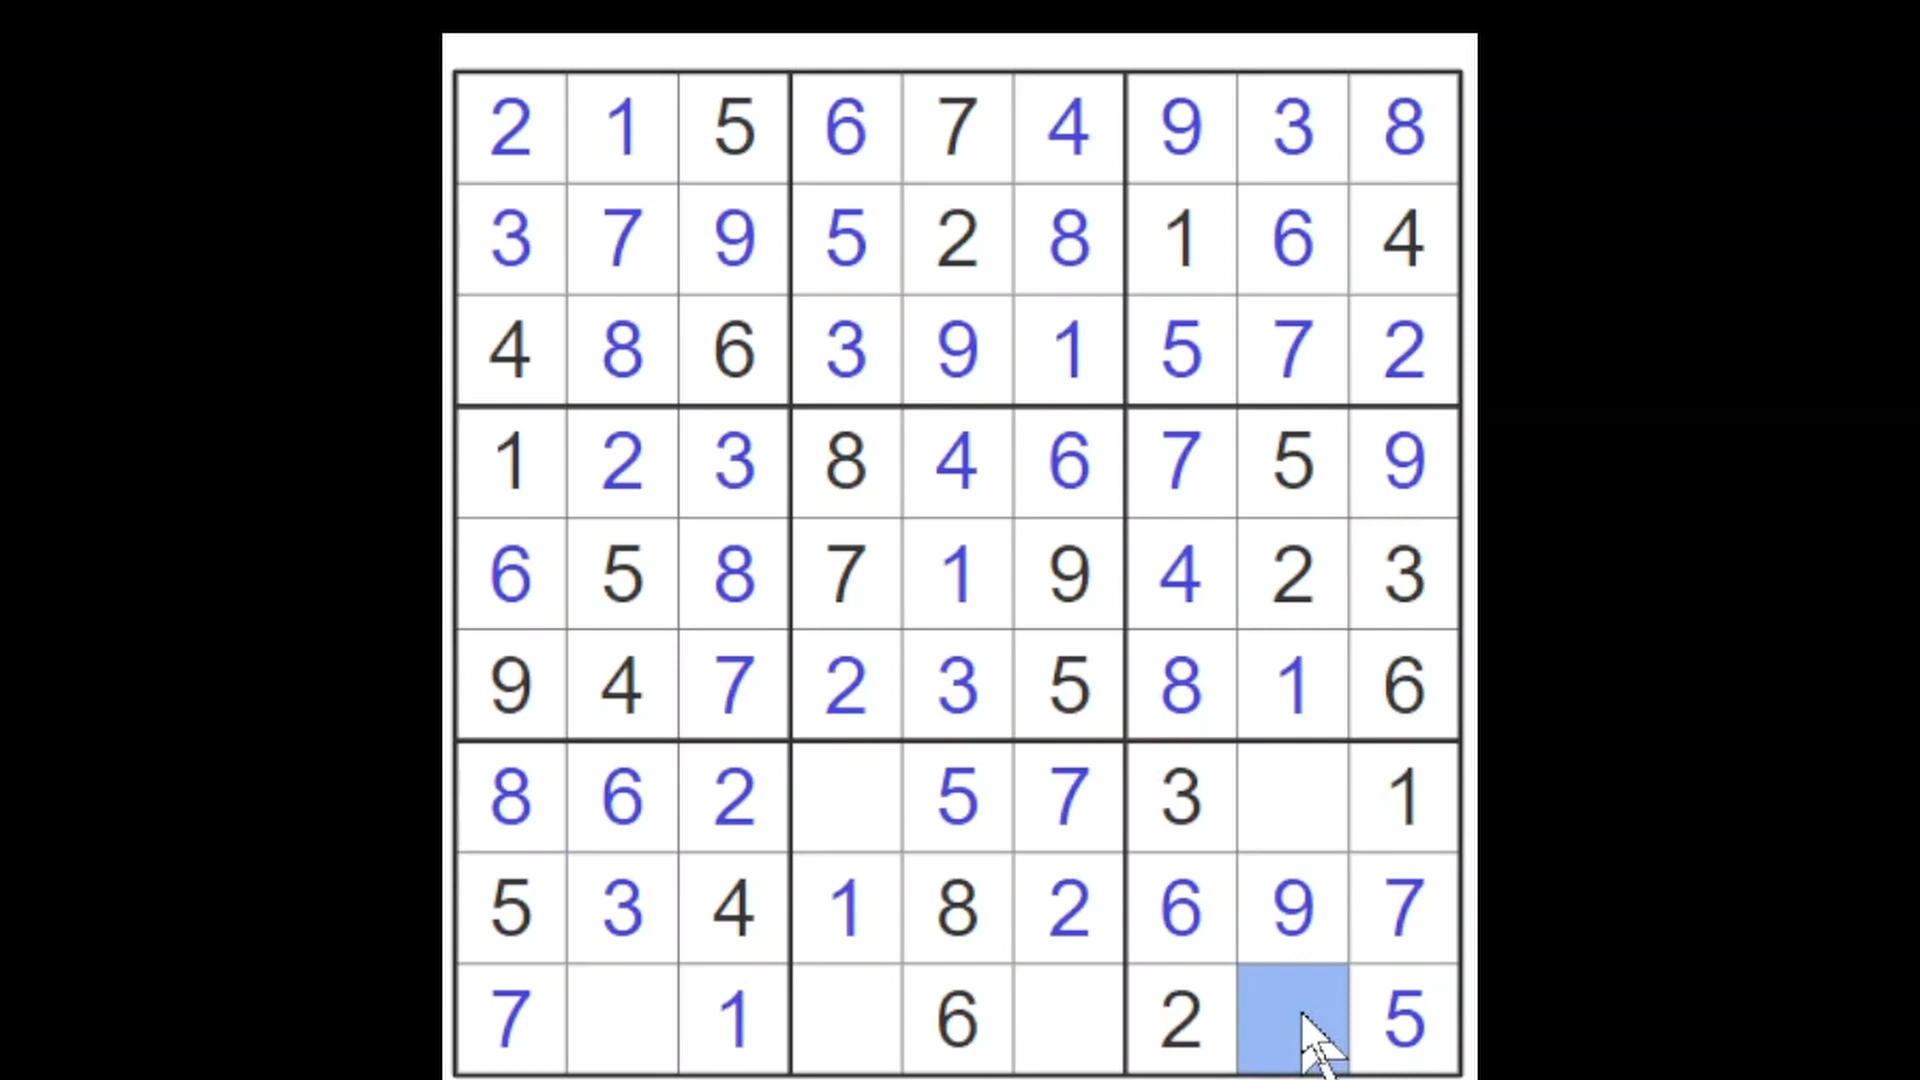 2 1 5 6 7 4 9 3 8
3 7 9 5 2 8 1 6 4
4 8 6 3 9 1 5 7 2
1 2 3 8 4 6 7 5 9
6 5 8 7 1 9 4 2 3
9 4 7 2 3 5 8 1 6
8 6 2 5 7 3 1
5 3 4 1 8 2 6 9 7
7 1 6 2 5